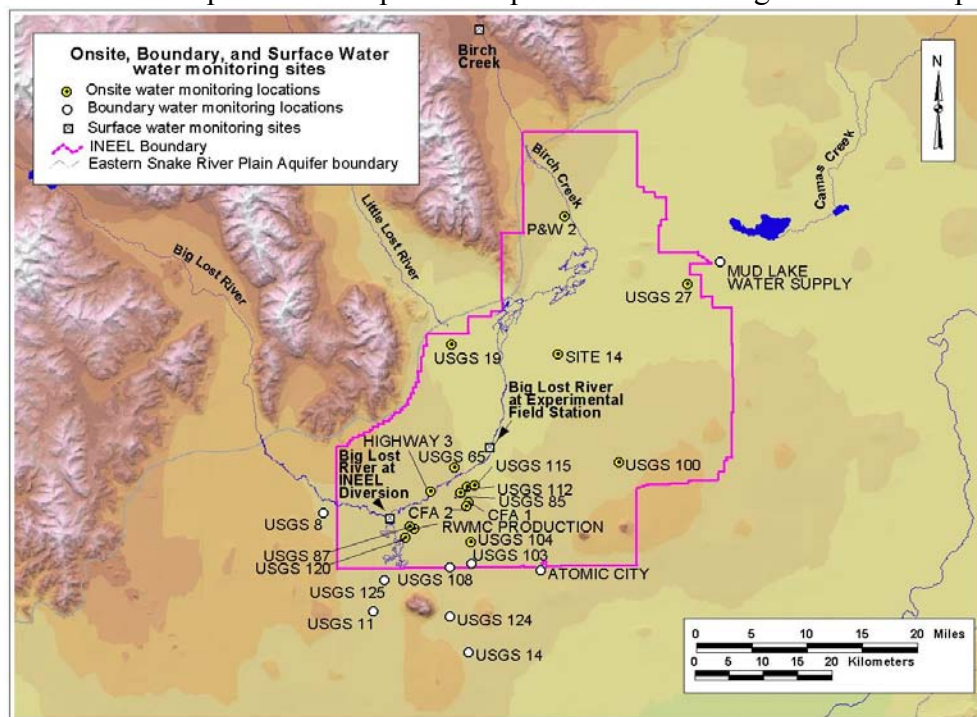 Onsite, Boundary, and Surface Water
water monitoring sites
Onsite water monitoring locations
Boundary water monitoring locations
Surface water monitoring sites
INEEL Boundary
Eastern Snake River Plain Aquifer boundary
Birch
Creek
N
Birch Creek
Camas Creek
Little Lost River
Big Lost River
P&W 2
MUD LAKE
WATER SUPPLY
USGS 27
USGS 19
SITE 14
Big Lost River
at Experimental
Field Station
HIGHWAY 3
USGS 65
Big Lost
River at
INEEL
Diversion
USGS 115
USGS 100
USGS 112
USGS 85
CFA 2
CFA 1
USGS 8
RWMC PRODUCTION
USGS 104
USGS 87
USGS 103
USGS 120
USGS 108
ATOMIC CITY
USGS 125
USGS 11
USGS 124
USGS 14
0 5 10 15 20 Miles
0 5 10 15 20 Kilometers